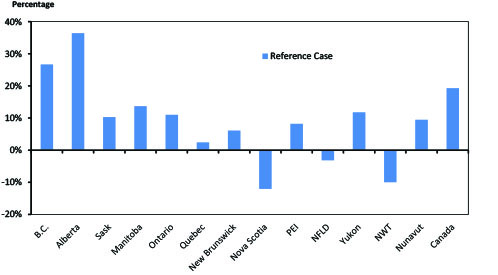 Percentage
40%
30%
20%
10%
0%
-10%
-20%
Reference Case
B.C.
Alberta
Sask
Manitoba
Ontario
Quebec
New Brunswick
Nova Scotia
PEI
NFLD
Yukon
NWT
Nunavut
Canada